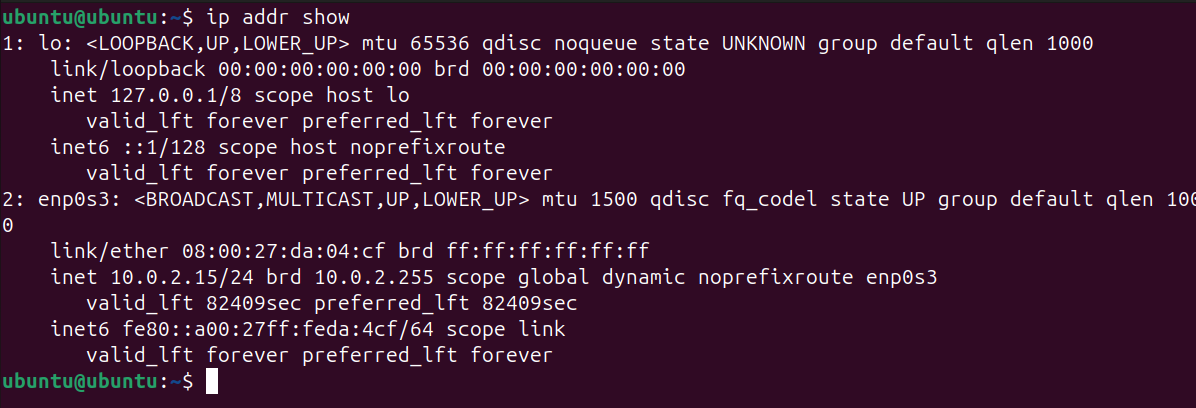 ubuntu@ubuntu:~$ ip addr show
1: lo: <LOOPBACK,UP,LOWER_UP> mtu 65536 qdisc noqueue state UNKNOWN group default qlen 1000
    link/loopback 00:00:00:00:00:00 brd 00:00:00:00:00:00
    inet 127.0.0.1/8 scope host lo
       valid_lft forever preferred_lft forever
    inet6 ::1/128 scope host noprefixroute
       valid_lft forever preferred_lft forever
2: enp0s3: <BROADCAST,MULTICAST,UP,LOWER_UP> mtu 1500 qdisc fq_codel state UP group default qlen 100
0
    link/ether 08:00:27:da:04:cf brd ff:ff:ff:ff:ff:ff
    inet 10.0.2.15/24 brd 10.0.2.255 scope global dynamic noprefixroute enp0s3
       valid_lft 82409sec preferred_lft 82409sec
    inet6 fe80::a00:27ff:feda:4cf/64 scope link
       valid_lft forever preferred_lft forever
ubuntu@ubuntu:~$